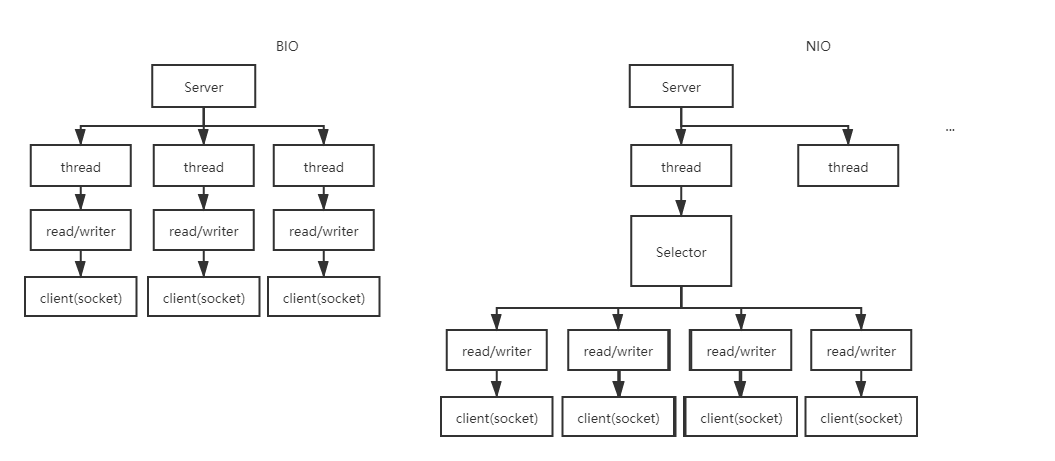 BIO
Server
thread
thread
thread
read/writer
read/writer
read/writer
client(socket)
client(socket)
client(socket)
NIO
Server
...
thread
thread
Selector
read/writer
read/writer
read/writer
read/writer
client(socket)
client(socket)
client(socket)
client(socket)